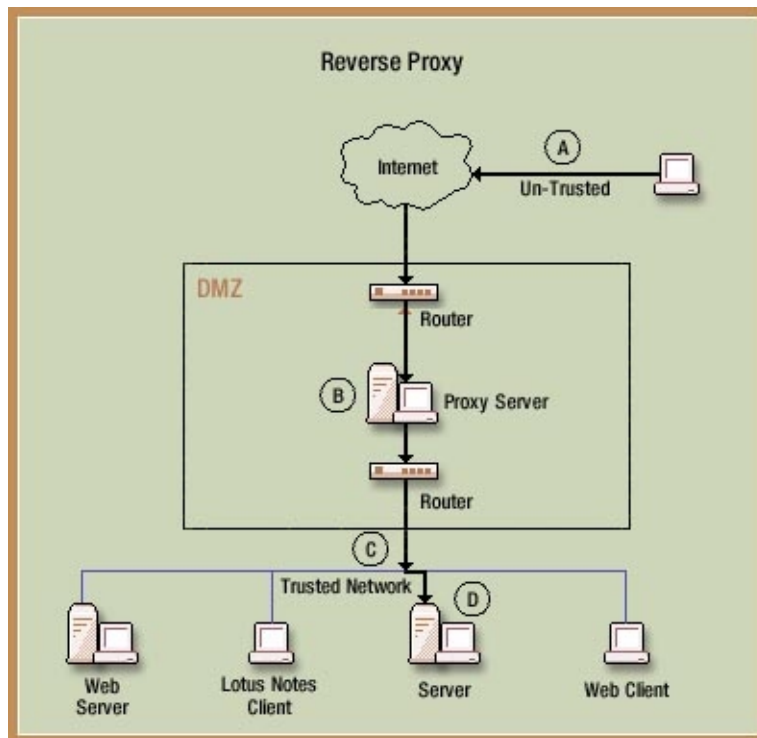 Reverse Proxy
A
Internet
Un-Trusted
DMZ
Router
B
Proxy Server
Router
C
Trusted Network
D
Web
Server
Lotus Notes
Client
Server
Web Client